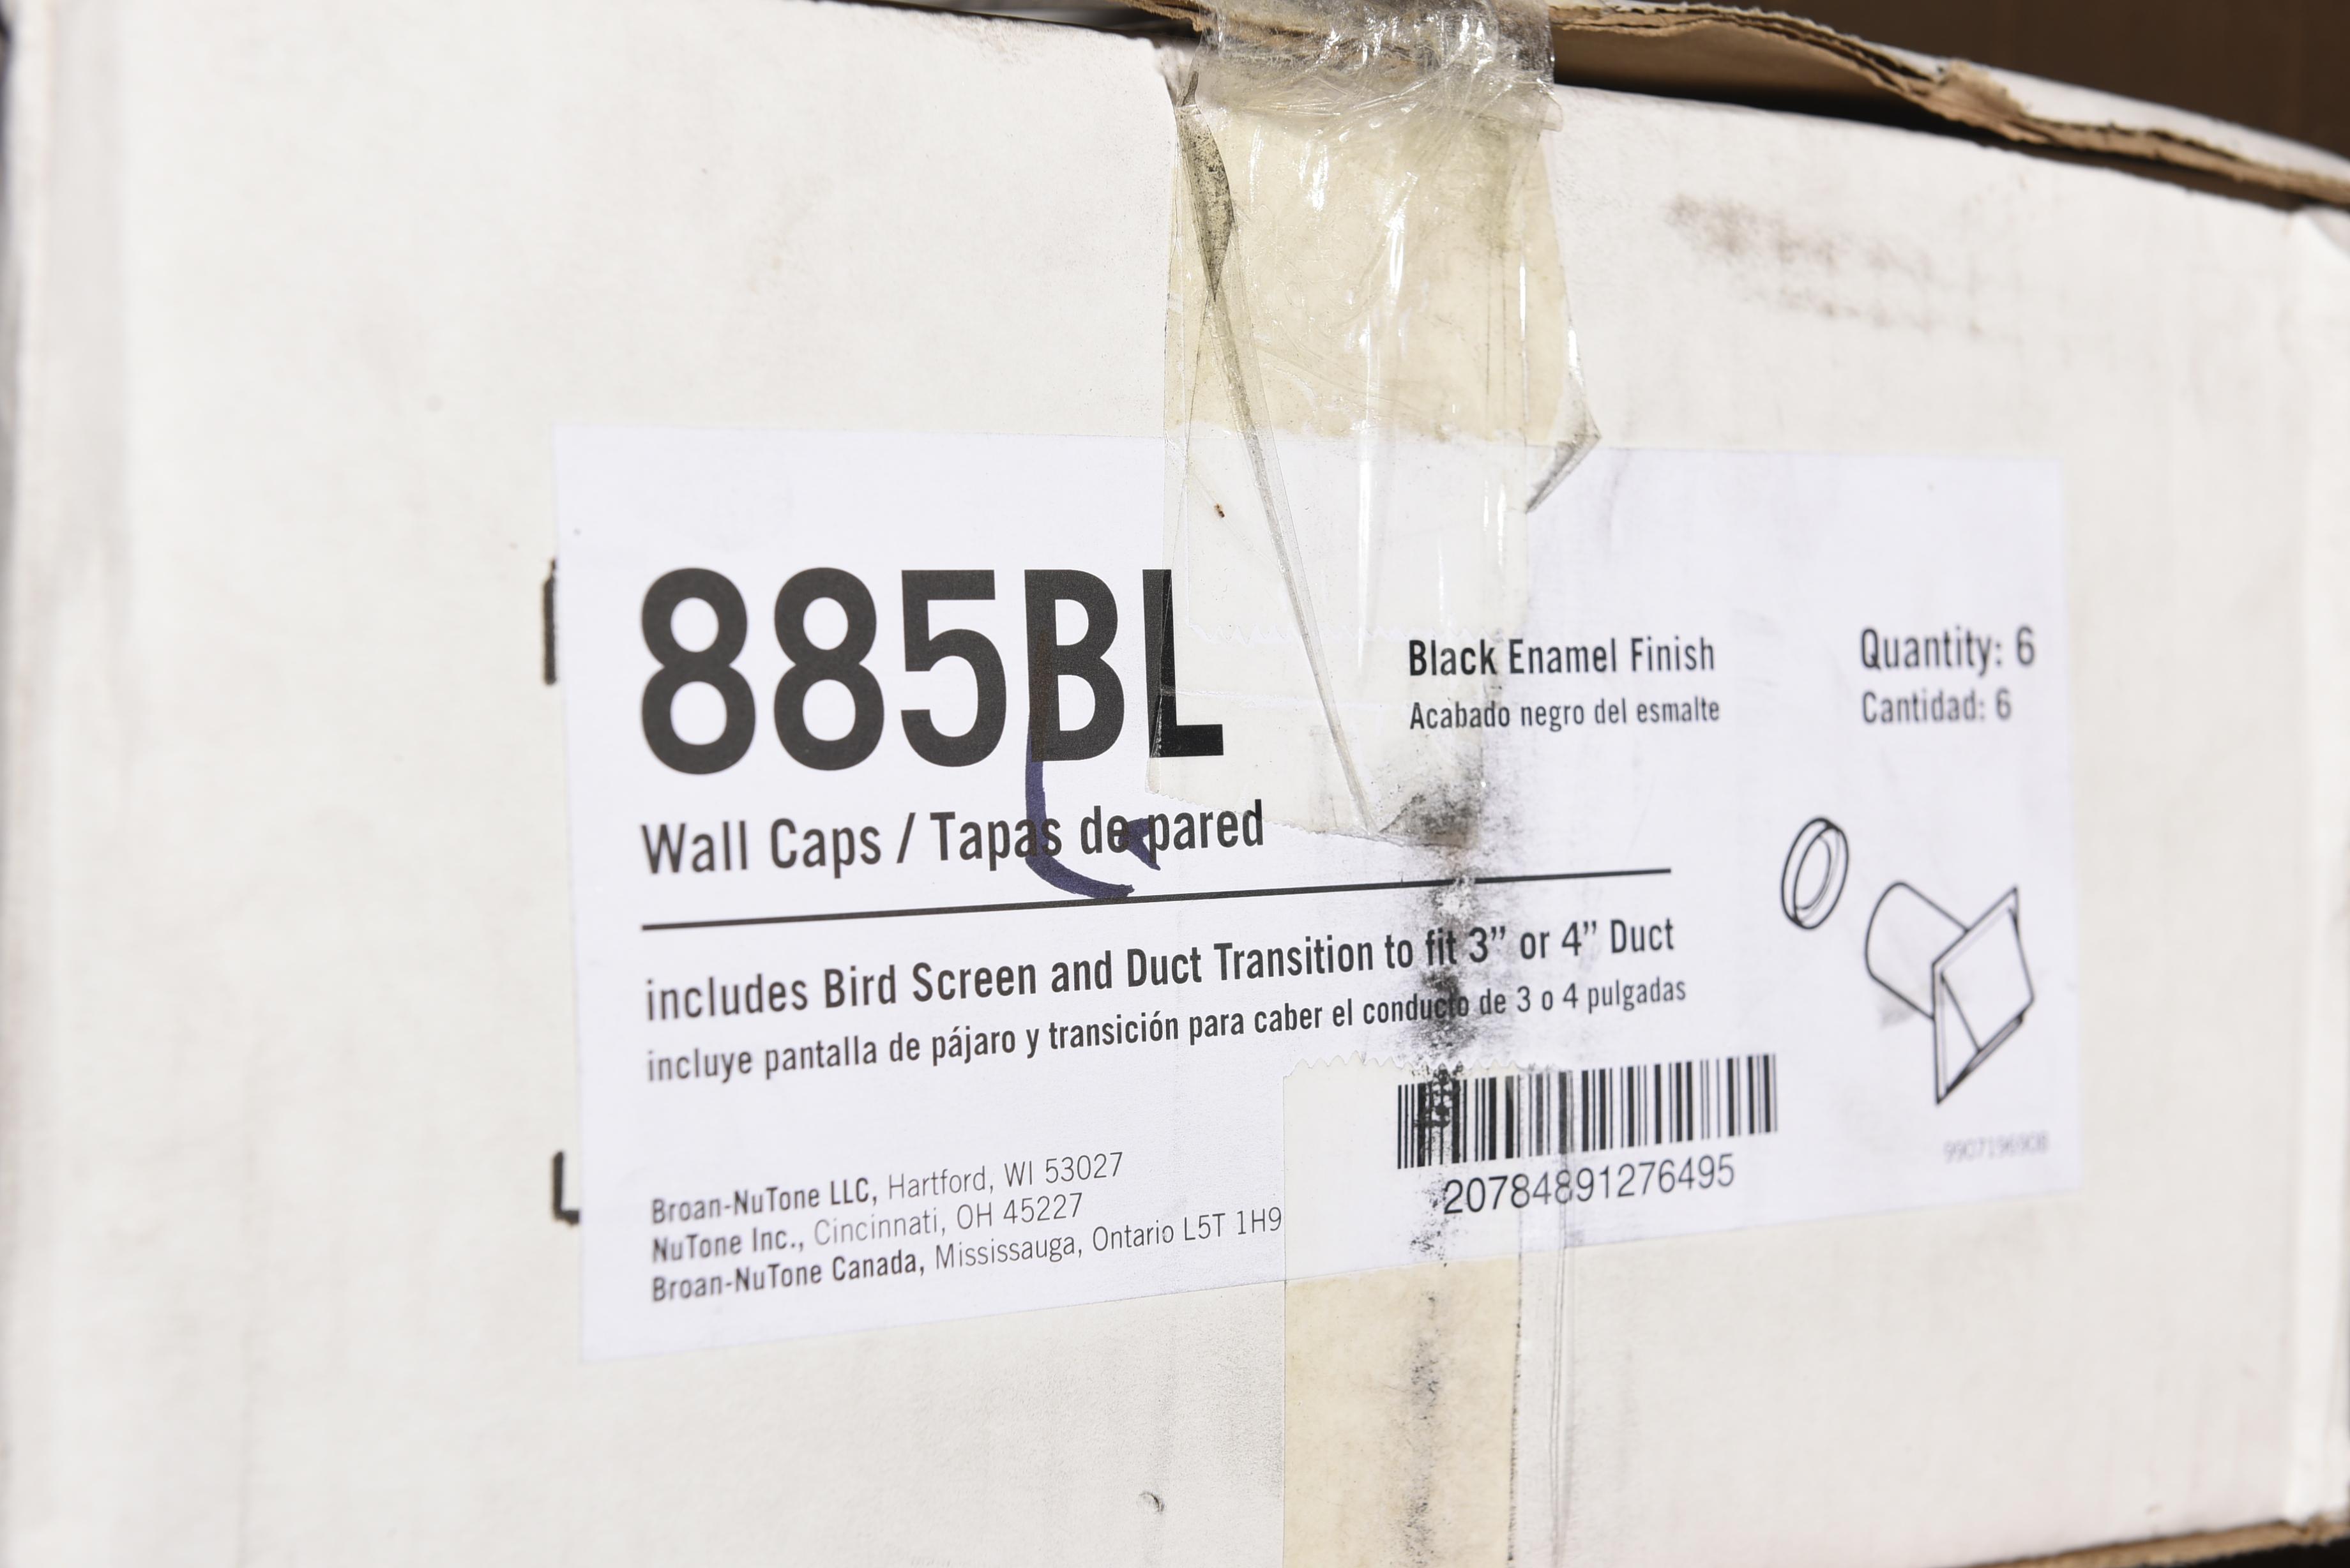 885BL
Black Enamel Finish
Acabado negro del esmalte
Quantity: 6
Cantidad: 6
Wall Caps / Tapas de pared
includes Bird Screen and Duct Transition to fit 3” or 4” Duct
incluye pantalla de pájaro y transición para caber el conducto de 3 o 4 pulgadas
Broan-NuTone LLC, Hartford, WI 53027
NuTone Inc., Cincinnati, OH 45227
Broan-NuTone Canada, Mississauga, Ontario L5T 1H9
20784891276495